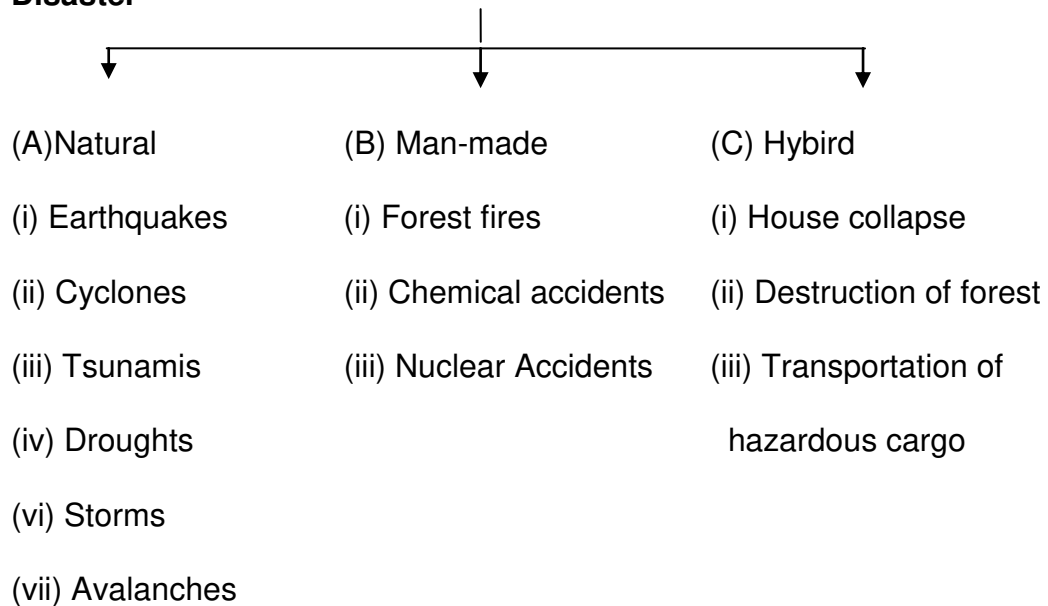 Disaster
(A)Natural (B) Man-made (C) Hybird
(i) Earthquakes (i) Forest fires (i) House collapse
(ii) Cyclones (ii) Chemical accidents (ii) Destruction of forest
(iii) Tsunamis (iii) Nuclear Accidents (iii) Transportation of
(iv) Droughts hazardous cargo
(vi) Storms
(vii) Avalanches